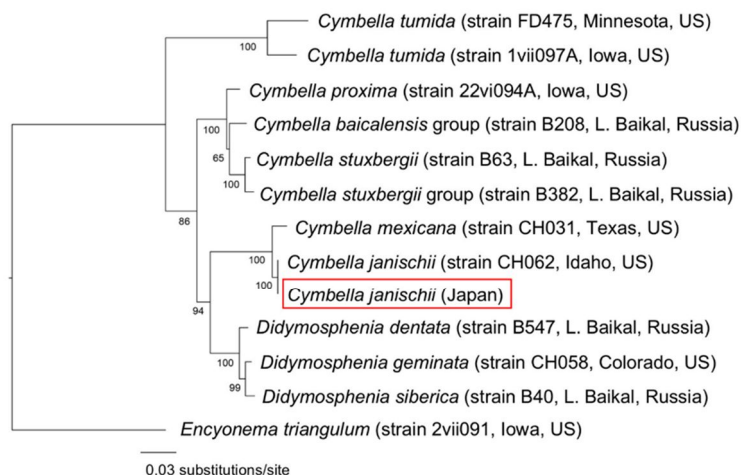 Cymbella tumida (strain FD475, Minnesota, US)
100
Cymbella tumida (strain 1vii097A, Iowa, US)
Cymbella proxima (strain 22vi094A, Iowa, US)
100
Cymbella baicalensis group (strain B208, L. Baikal, Russia)
65
Cymbella stuxbergii (strain B63, L. Baikal, Russia)
100
Cymbella stuxbergii group (strain B382, L. Baikal, Russia)
86
Cymbella mexicana (strain CH031, Texas, US)
100
Cymbella janischii (strain CH062, Idaho, US)
100
Cymbella janischii (Japan)
94
Didymosphenia dentata (strain B547, L. Baikal, Russia)
100
Didymosphenia geminata (strain CH058, Colorado, US)
99
Didymosphenia siberica (strain B40, L. Baikal, Russia)
Encyonema triangulum (strain 2vii091, Iowa, US)
0.03 substitutions/site